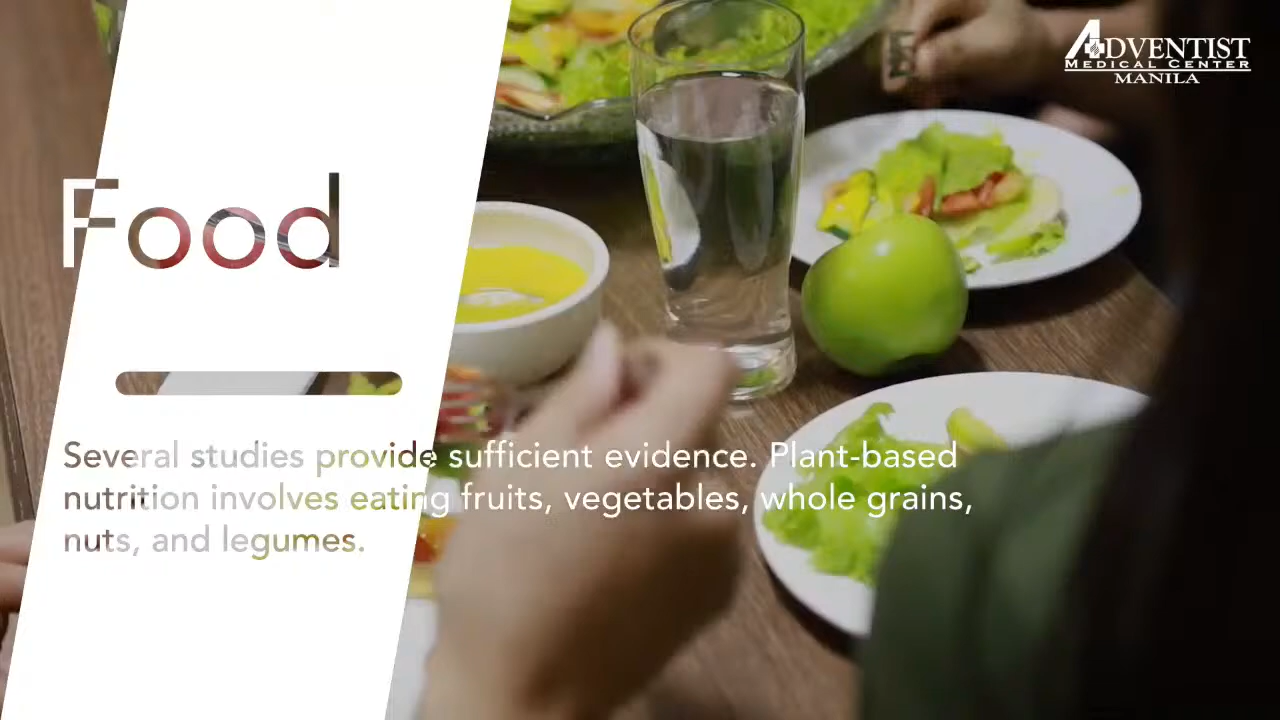 ADVENTIST
MEDICAL CENTER
MANILA
Food
Several studies provide sufficient evidence. Plant-based
nutrition involves eating fruits, vegetables, whole grains,
nuts, and legumes.